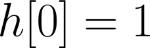 h[0] = 1